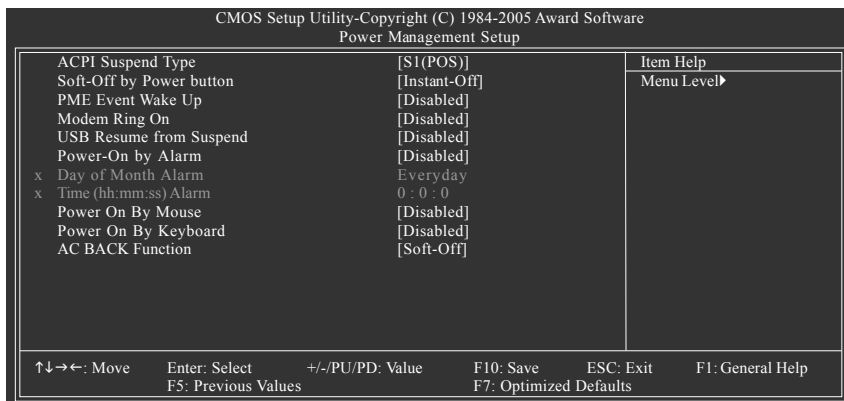 CMOS Setup Utility-Copyright (C) 1984-2005 Award Software
Power Management Setup
ACPI Suspend Type [S1(POS)] Item Help
Soft-Off by Power button [Instant-Off] Menu Level▶
PME Event Wake Up [Disabled]
Modem Ring On [Disabled]
USB Resume from Suspend [Disabled]
Power-On by Alarm [Disabled]
x Day of Month Alarm Everyday
x Time (hh:mm:ss) Alarm 0 : 0 : 0
Power On By Mouse [Disabled]
Power On By Keyboard [Disabled]
AC BACK Function [Soft-Off]
↑↓→←: Move Enter: Select +/-/PU/PD: Value F10: Save ESC: Exit F1: General Help
F5: Previous Values F7: Optimized Defaults